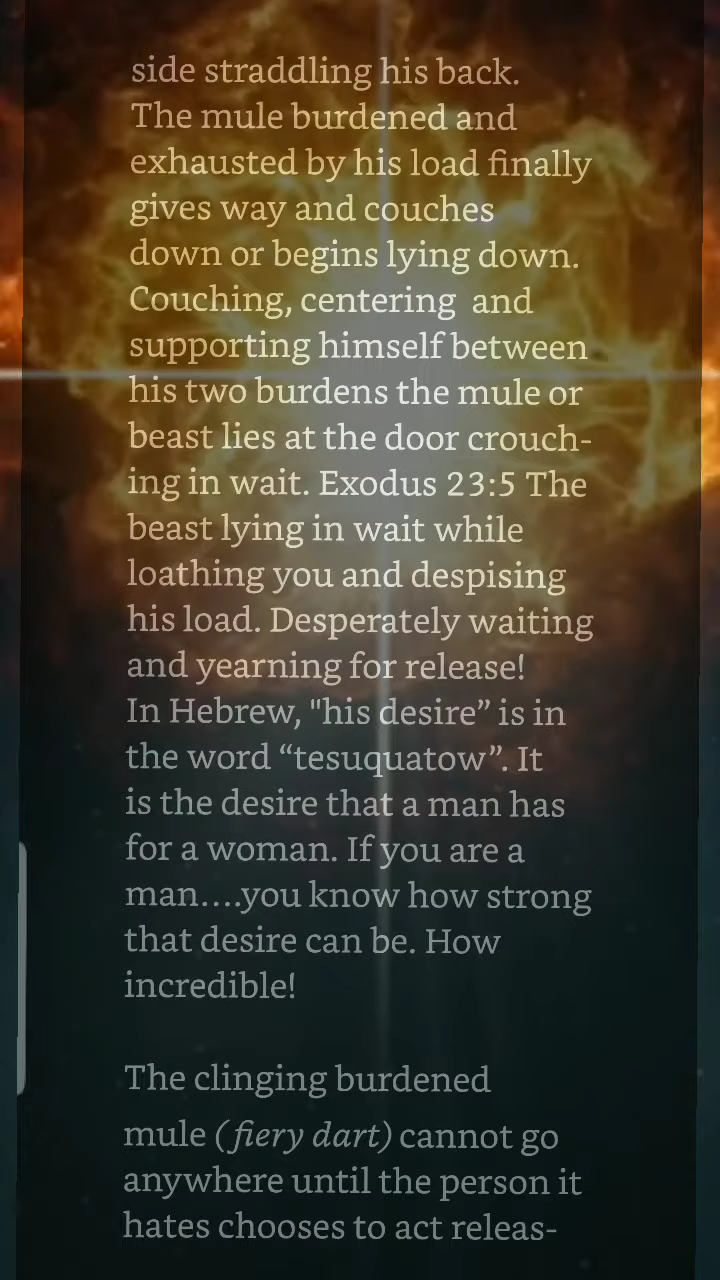 side straddling his back.
The mule burdened and
exhausted by his load finally
gives way and couches
down or begins lying down.
Couching, centering  and
supporting himself between
his two burdens the mule or
beast lies at the door crouch-
ing in wait. Exodus 23:5 The
beast lying in wait while
loathing you and despising
his load. Desperately waiting
and yearning for release!
In Hebrew, "his desire” is in
the word “tesuquatow”. It
is the desire that a man has
for a woman. If you are a
man....you know how strong
that desire can be. How
incredible!
The clinging burdened
mule (fiery dart) cannot go
anywhere until the person it
hates chooses to act releas-